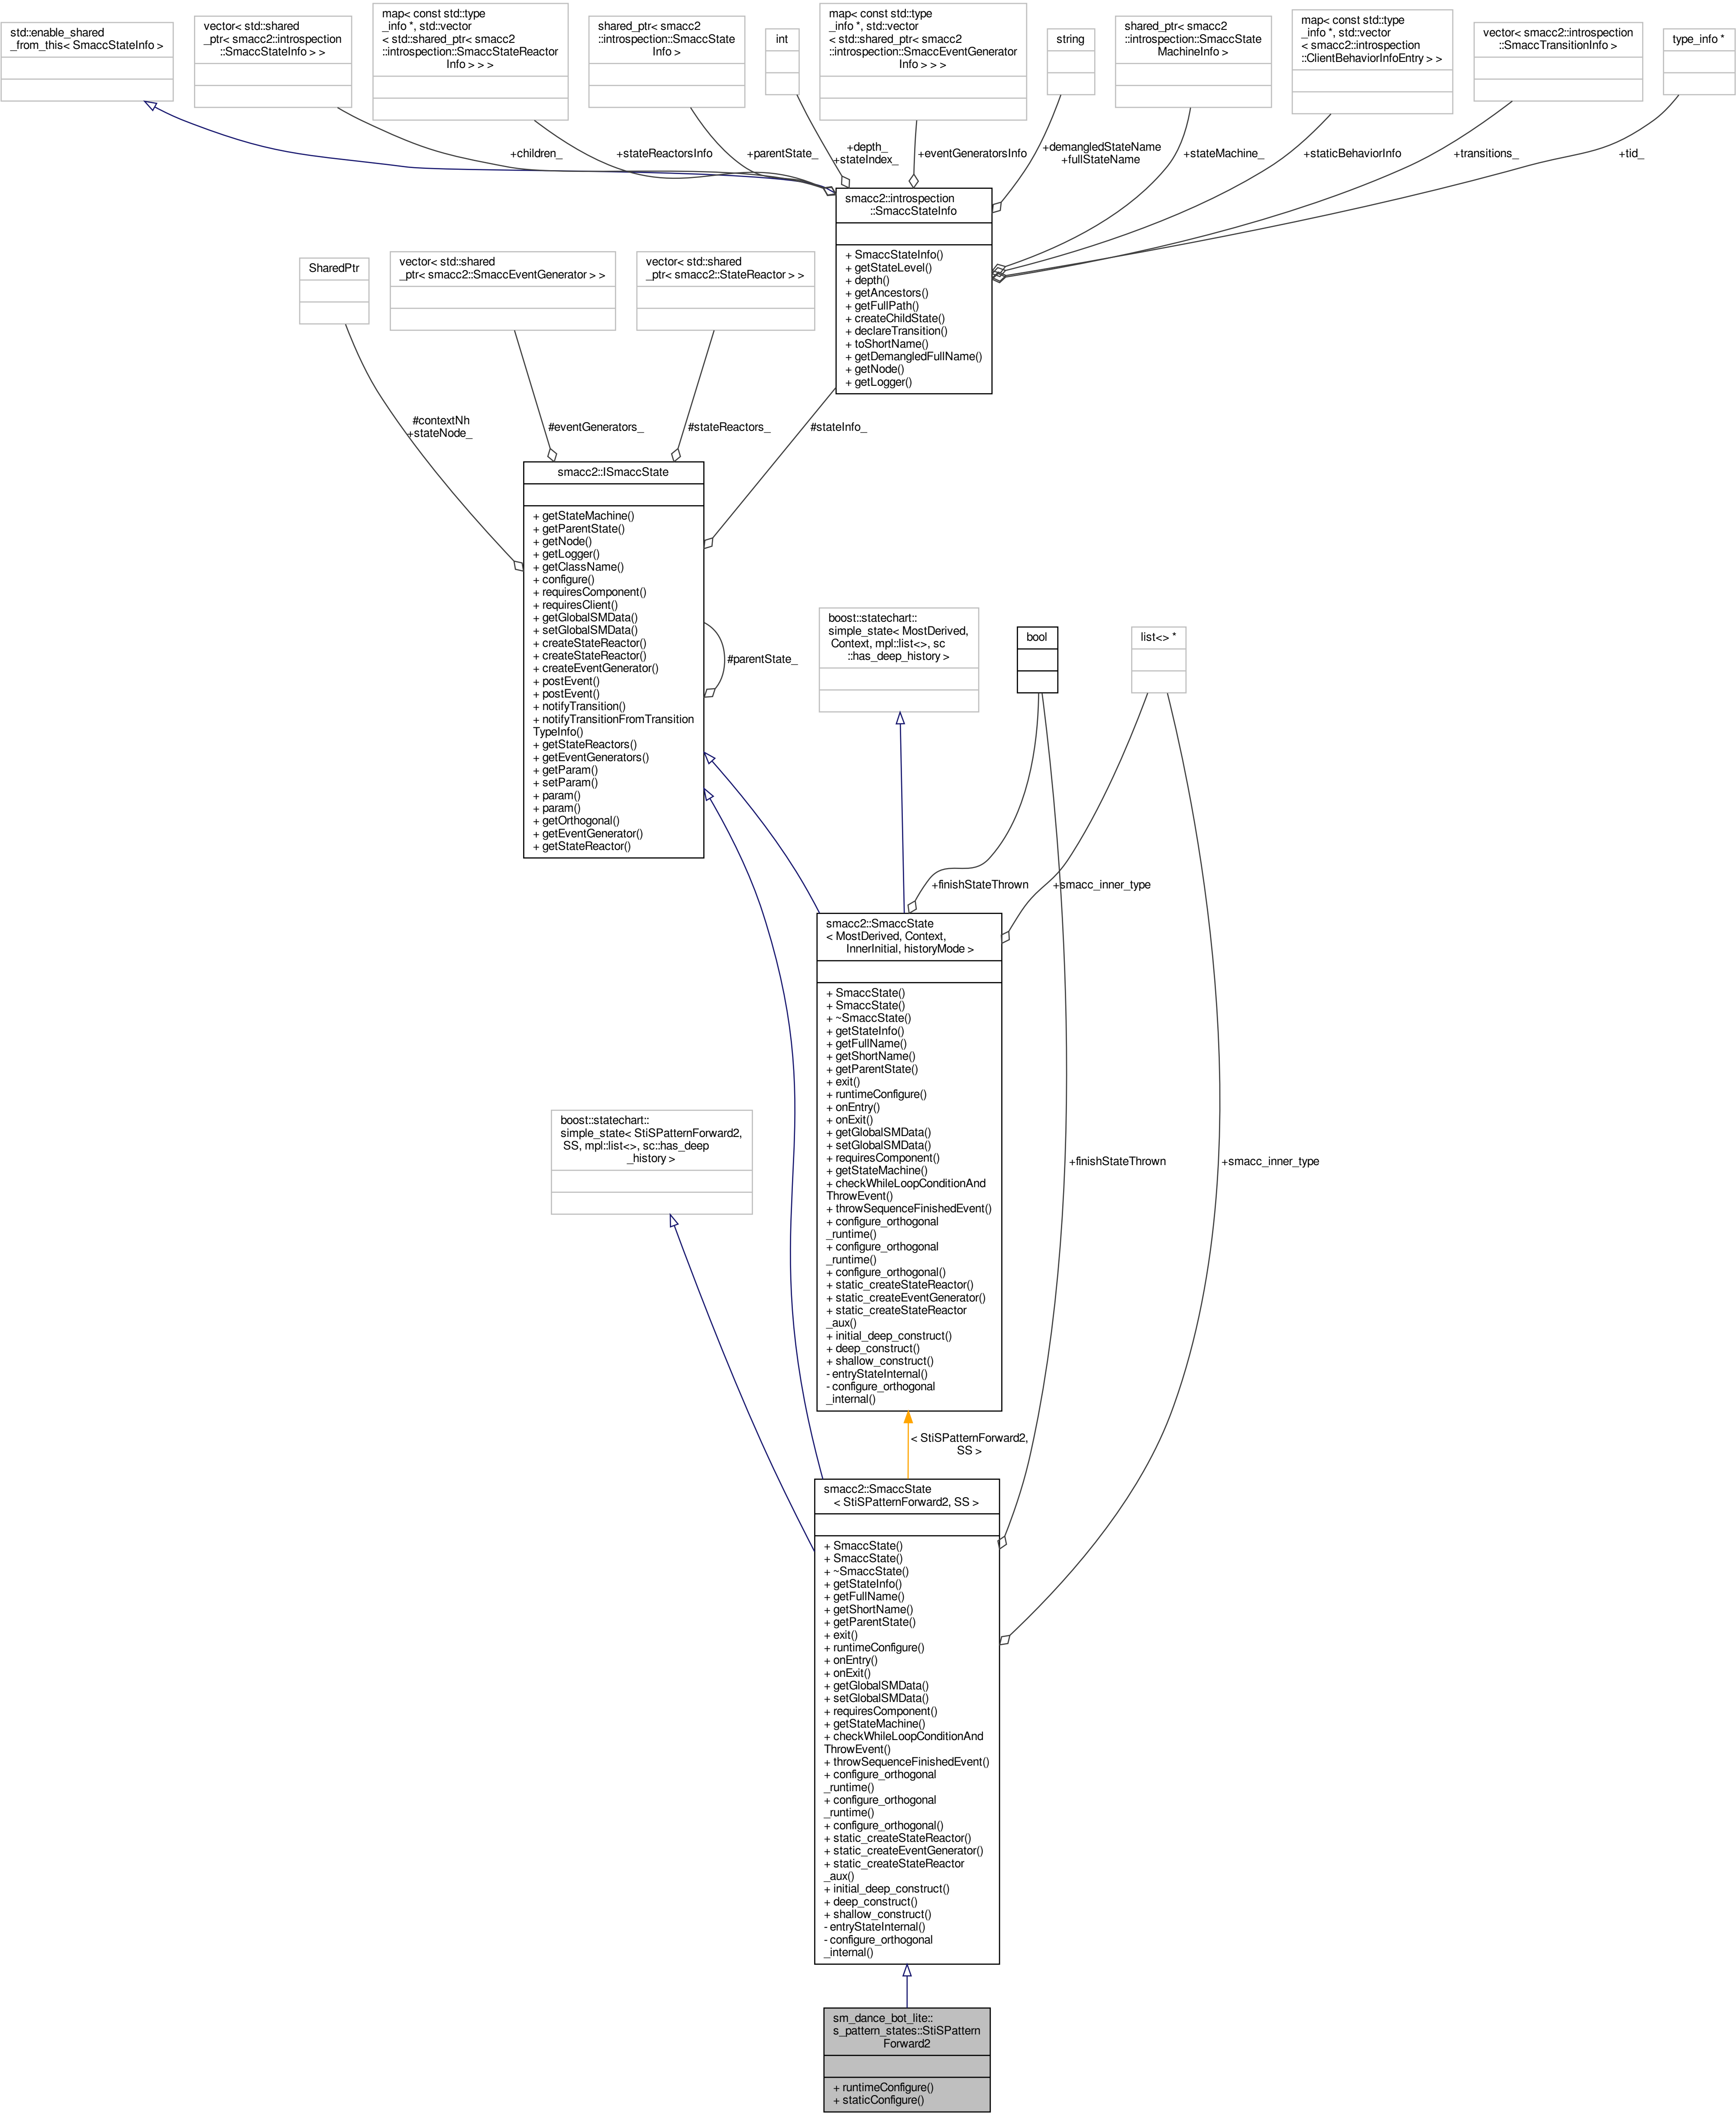 std::enable_shared
_from_this< SmaccStateInfo >
vector< std::shared
_ptr< smacc2::introspection
::SmaccStateInfo > >
map< const std::type
_info *, std::vector
< std::shared_ptr< smacc2
::introspection::SmaccStateReactor
Info > > >
shared_ptr< smacc2
::introspection::SmaccState
Info >
int
map< const std::type
_info *, std::vector
< std::shared_ptr< smacc2
::introspection::SmaccEventGenerator
Info > > >
string
shared_ptr< smacc2
::introspection::SmaccState
MachineInfo >
map< const std::type
_info *, std::vector
< smacc2::introspection
::ClientBehaviorInfoEntry > >
vector< smacc2::introspection
::SmaccTransitionInfo >
type_info *
+children_
+stateReactorsInfo
+parentState_
+depth_
+stateIndex_
+eventGeneratorsInfo
+demangledStateName
+fullStateName
+stateMachine_
+staticBehaviorInfo
+transitions_
+tid_
smacc2::introspection
::SmaccStateInfo
+ SmaccStateInfo()
+ getStateLevel()
+ depth()
+ getAncestors()
+ getFullPath()
+ createChildState()
+ declareTransition()
+ toShortName()
+ getDemangledFullName()
+ getNode()
+ getLogger()
SharedPtr
vector< std::shared
_ptr< smacc2::SmaccEventGenerator > >
vector< std::shared
_ptr< smacc2::StateReactor > >
#contextNh
+stateNode_
#eventGenerators_
#stateReactors_
#stateInfo_
smacc2::ISmaccState
+ getStateMachine()
+ getParentState()
+ getNode()
+ getLogger()
+ getClassName()
+ configure()
+ requiresComponent()
+ requiresClient()
+ getGlobalSMData()
+ setGlobalSMData()
+ createStateReactor()
+ createStateReactor()
+ createEventGenerator()
+ postEvent()
+ postEvent()
+ notifyTransition()
+ notifyTransitionFromTransition
TypeInfo()
+ getStateReactors()
+ getEventGenerators()
+ getParam()
+ setParam()
+ param()
+ param()
+ getOrthogonal()
+ getEventGenerator()
+ getStateReactor()
#parentState_
boost::statechart::
simple_state< MostDerived,
Context, mpl::list<>, sc
::has_deep_history >
bool
list<> *
+finishStateThrown
+smacc_inner_type
smacc2::SmaccState
< MostDerived, Context,
InnerInitial, historyMode >
+ SmaccState()
+ SmaccState()
+ ~SmaccState()
+ getStateInfo()
+ getFullName()
+ getShortName()
+ getParentState()
+ exit()
+ runtimeConfigure()
+ onEntry()
+ onExit()
+ getGlobalSMData()
+ setGlobalSMData()
+ requiresComponent()
+ getStateMachine()
+ checkWhileLoopConditionAnd
ThrowEvent()
+ throwSequenceFinishedEvent()
+ configure_orthogonal
_runtime()
+ configure_orthogonal
_runtime()
+ configure_orthogonal()
+ static_createStateReactor()
+ static_createEventGenerator()
+ static_createStateReactor
_aux()
+ initial_deep_construct()
+ deep_construct()
+ shallow_construct()
- entryStateInternal()
- configure_orthogonal
_internal()
boost::statechart::
simple_state< StiSPatternForward2,
SS, mpl::list<>, sc::has_deep
_history >
+finishStateThrown
+smacc_inner_type
< StiSPatternForward2,
SS >
smacc2::SmaccState
< StiSPatternForward2, SS >
+ SmaccState()
+ SmaccState()
+ ~SmaccState()
+ getStateInfo()
+ getFullName()
+ getShortName()
+ getParentState()
+ exit()
+ runtimeConfigure()
+ onEntry()
+ onExit()
+ getGlobalSMData()
+ setGlobalSMData()
+ requiresComponent()
+ getStateMachine()
+ checkWhileLoopConditionAnd
ThrowEvent()
+ throwSequenceFinishedEvent()
+ configure_orthogonal
_runtime()
+ configure_orthogonal
_runtime()
+ configure_orthogonal()
+ static_createStateReactor()
+ static_createEventGenerator()
+ static_createStateReactor
_aux()
+ initial_deep_construct()
+ deep_construct()
+ shallow_construct()
- entryStateInternal()
- configure_orthogonal
_internal()
sm_dance_bot_lite::
s_pattern_states::StiSPattern
Forward2
+ runtimeConfigure()
+ staticConfigure()